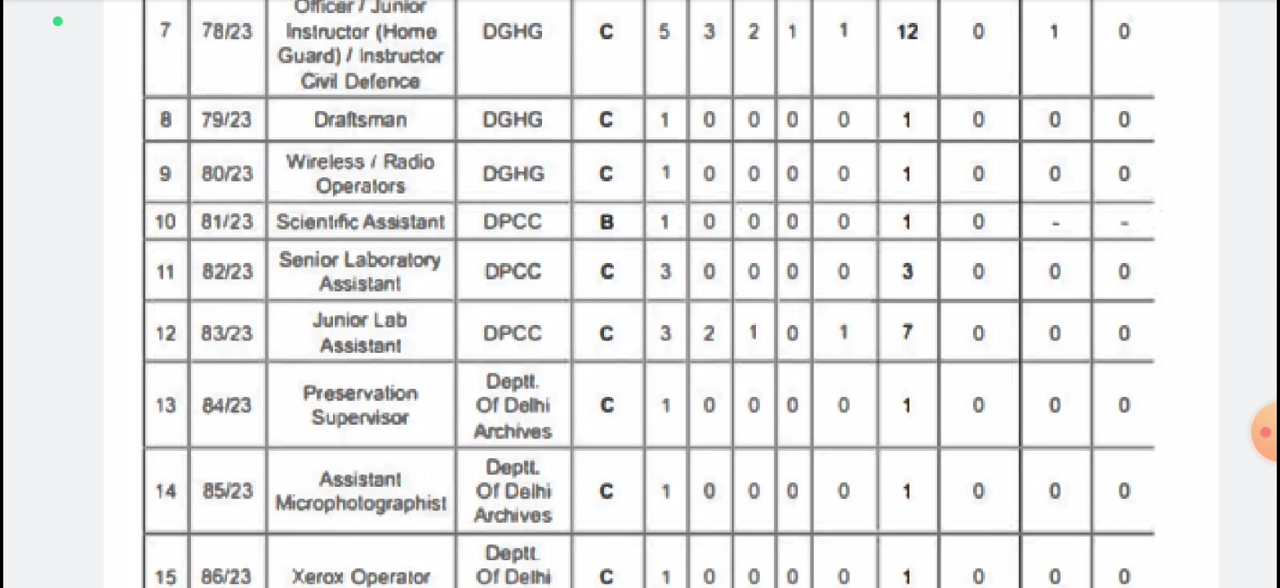 Officer / Junior
7 78/23 Instructor (Home DGHG C 5 3 2 1 1 12 0 1 0
Guard) / Instructor
Civil Defence
8 79/23 Draftsman DGHG C 1 0 0 0 0 1 0 0 0
Wireless / Radio
9 80/23 DGHG C 1 0 0 0 0 1 0 0 0
Operators
10 81/23 Scientific Assistant DPCC B 1 0 0 0 0 1 0 - -
Senior Laboratory
11 82/23 DPCC C 3 0 0 0 0 3 0 0 0
Assistant
Junior Lab
12 83/23 DPCC C 3 2 1 0 1 7 0 0 0
Assistant
Deptt.
Preservation
13 84/23 Of Delhi C 1 0 0 0 0 1 0 0 0
Supervisor
Archives
Deptt.
Assistant
14 85/23 Of Delhi C 1 0 0 0 0 1 0 0 0
Microphotographist
Archives
Deptt.
15 86/23 Xerox Operator Of Delhi C 1 0 0 0 0 1 0 0 0